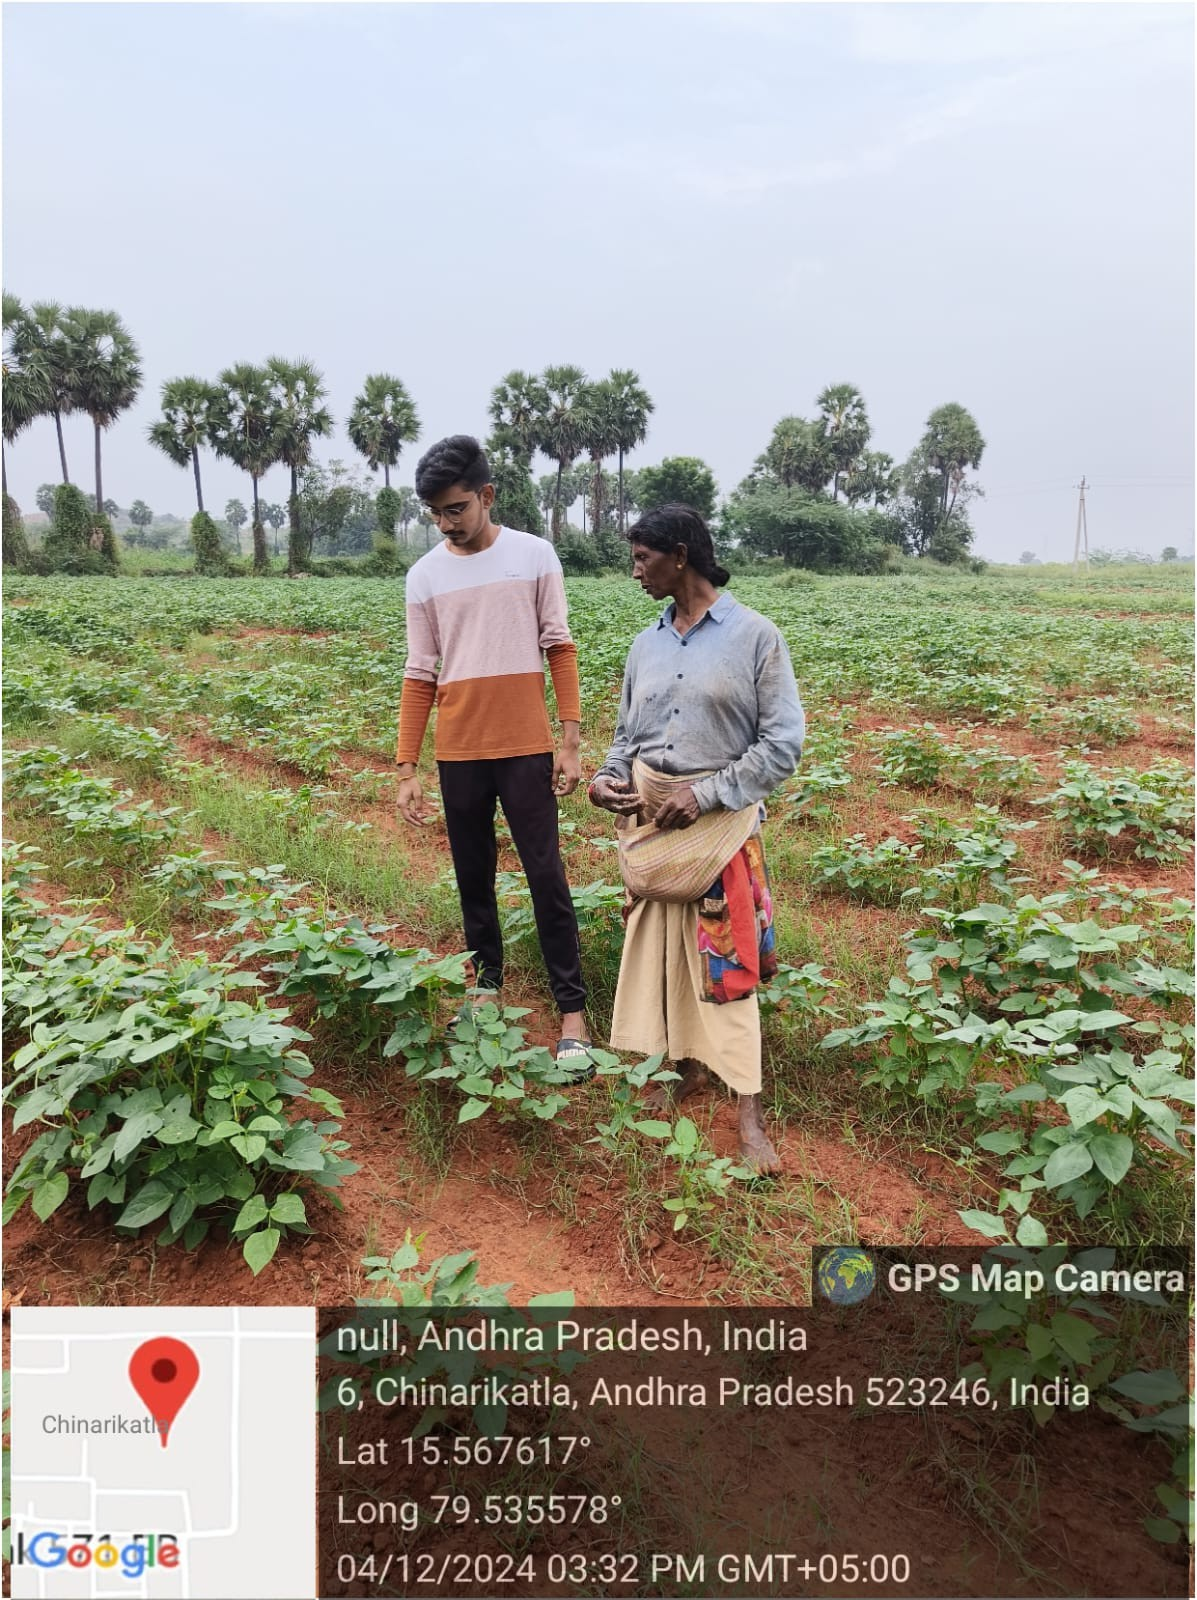 PUMA
GPS Map Camera
null, Andhra Pradesh, India
6, Chinarikatla, Andhra Pradesh 523246, India
Lat 15.567617°
Long 79.535578°
04/12/2024 03:32 PM GMT+05:00
Chinarikatla
Google